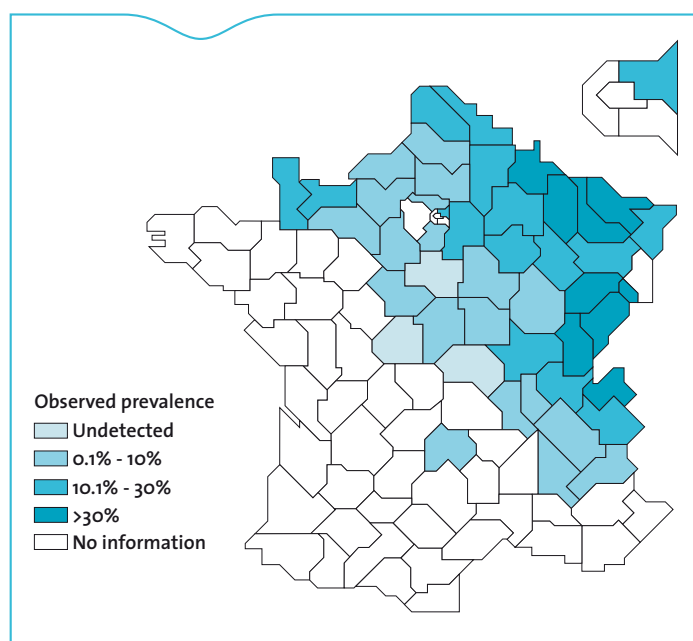 Observed prevalence
Undetected
0.1% - 10%
10.1% - 30%
>30%
No information